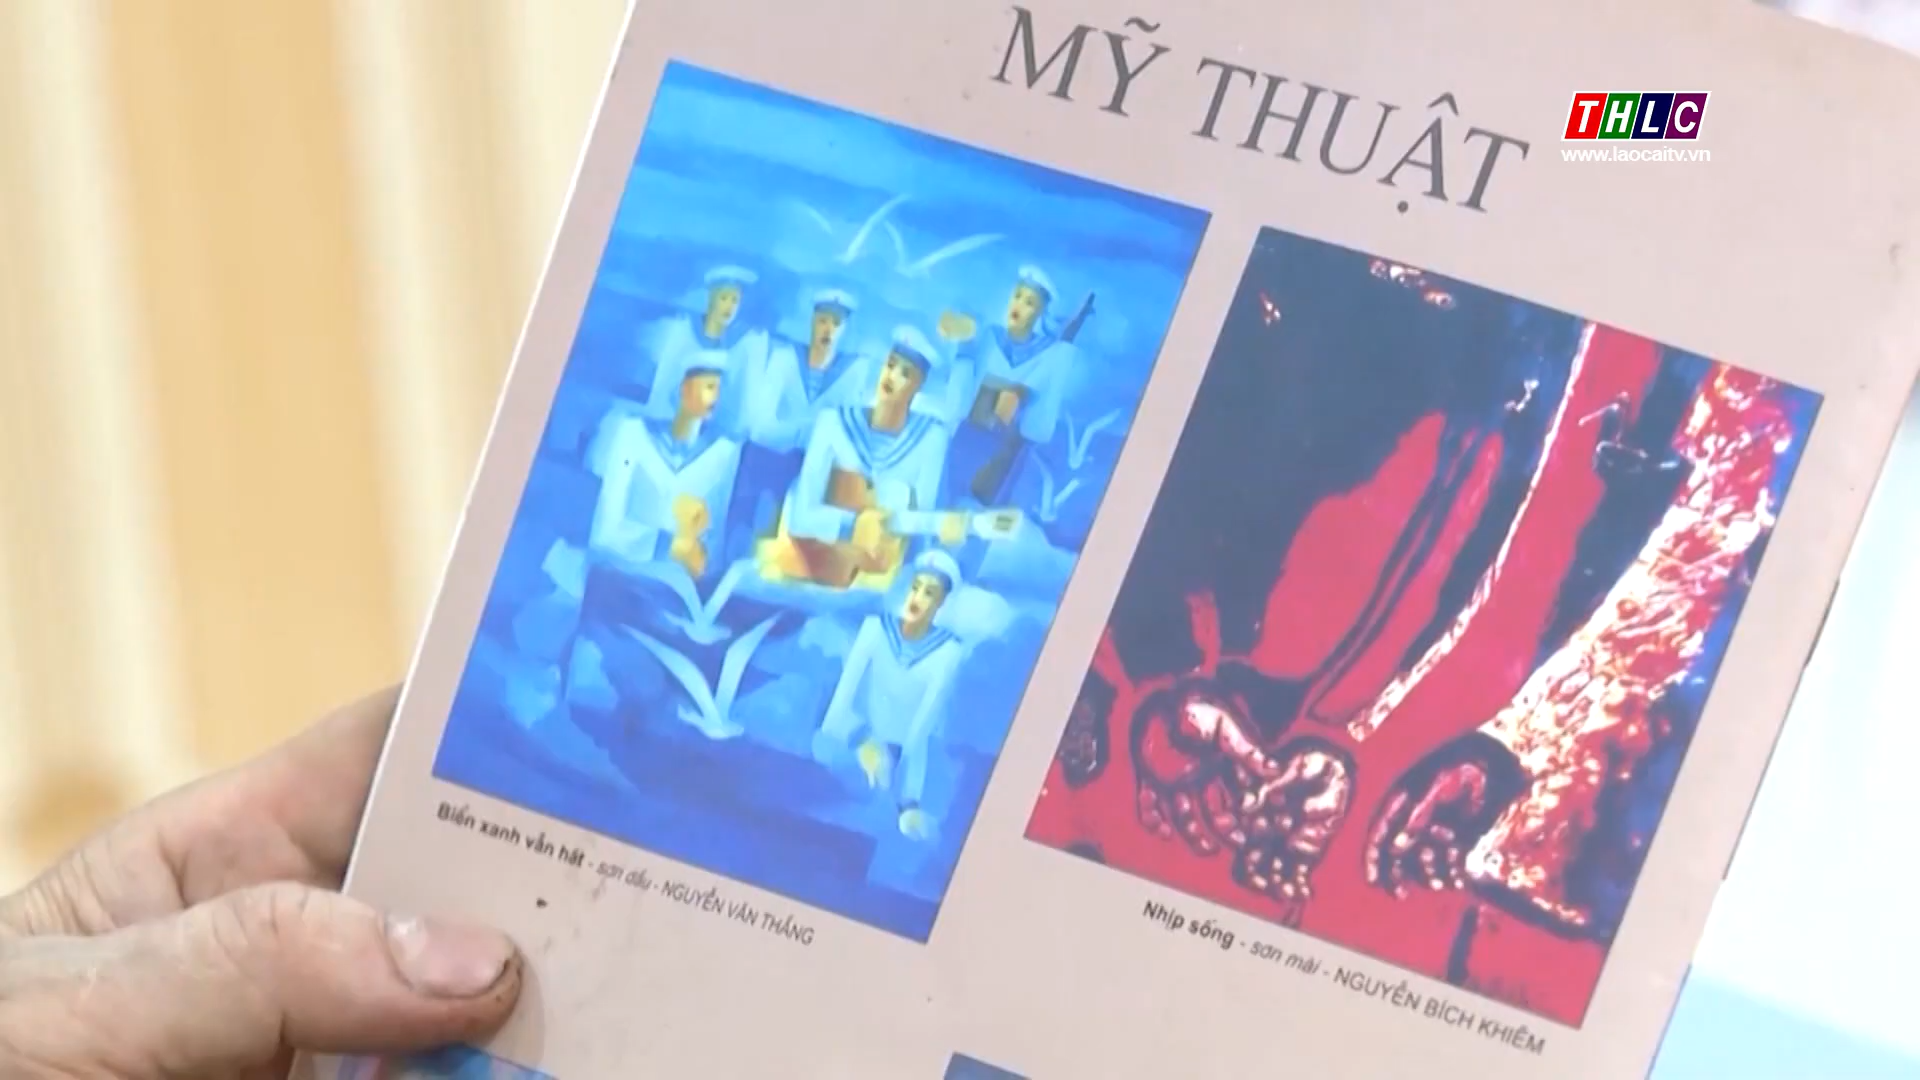 MỸ THUẬT
THLC
www.laocaitv.vn
Biển xanh vẫn hát - sơn dầu - NGUYỄN VĂN THẮNG
Nhịp sống - sơn mài - NGUYỄN BÍCH KHIÊM